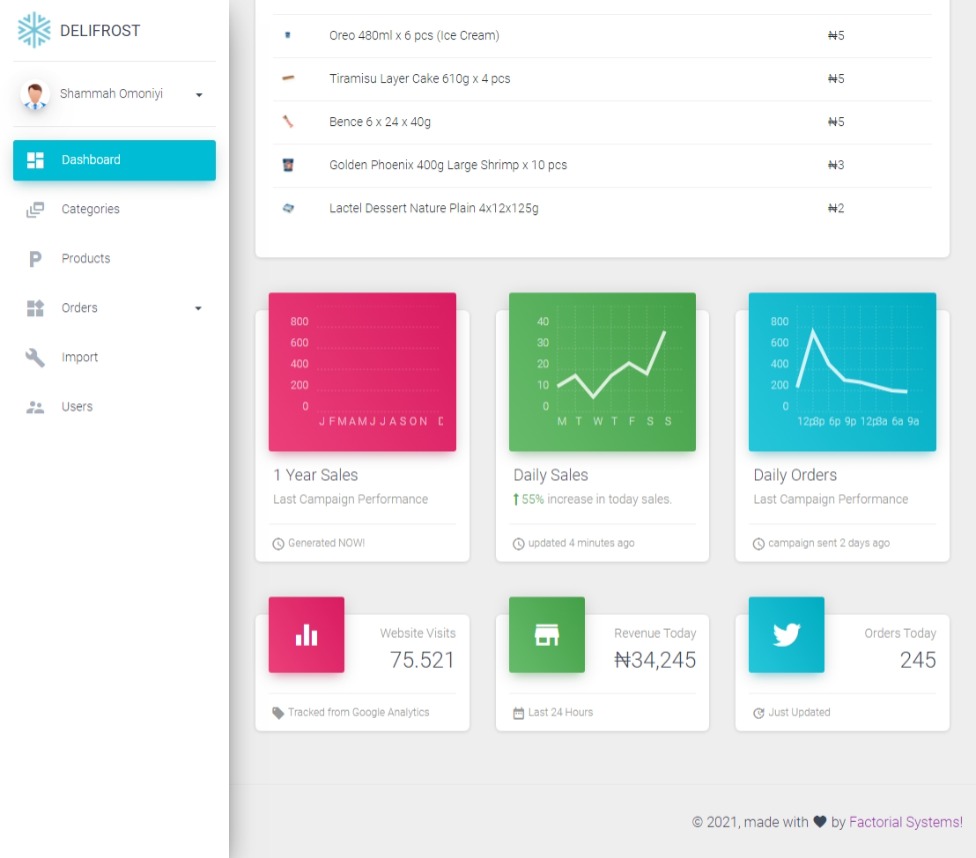 DELIFROST
Shammah Omoniyi
Dashboard
Categories
Products
Orders
Import
Users
Oreo 480ml x 6 pcs (Ice Cream) ₦5
Tiramisu Layer Cake 610g x 4 pcs ₦5
Bence 6 x 24 x 40g ₦5
Golden Phoenix 400g Large Shrimp x 10 pcs ₦3
Lactel Dessert Nature Plain 4x12x125g ₦2
800
600
400
200
0
J F M A M J J A S O N D
1 Year Sales
Last Campaign Performance
Generated NOW!
40
30
20
10
0
M T W T F S S
Daily Sales
55% increase in today sales.
updated 4 minutes ago
800
600
400
200
0
12p 3p 6p 9p 12p 3a 6a 9a
Daily Orders
Last Campaign Performance
campaign sent 2 days ago
Website Visits
75.521
Tracked from Google Analytics
Revenue Today
₦34,245
Last 24 Hours
Orders Today
245
Just Updated
© 2021, made with ♥ by Factorial Systems!